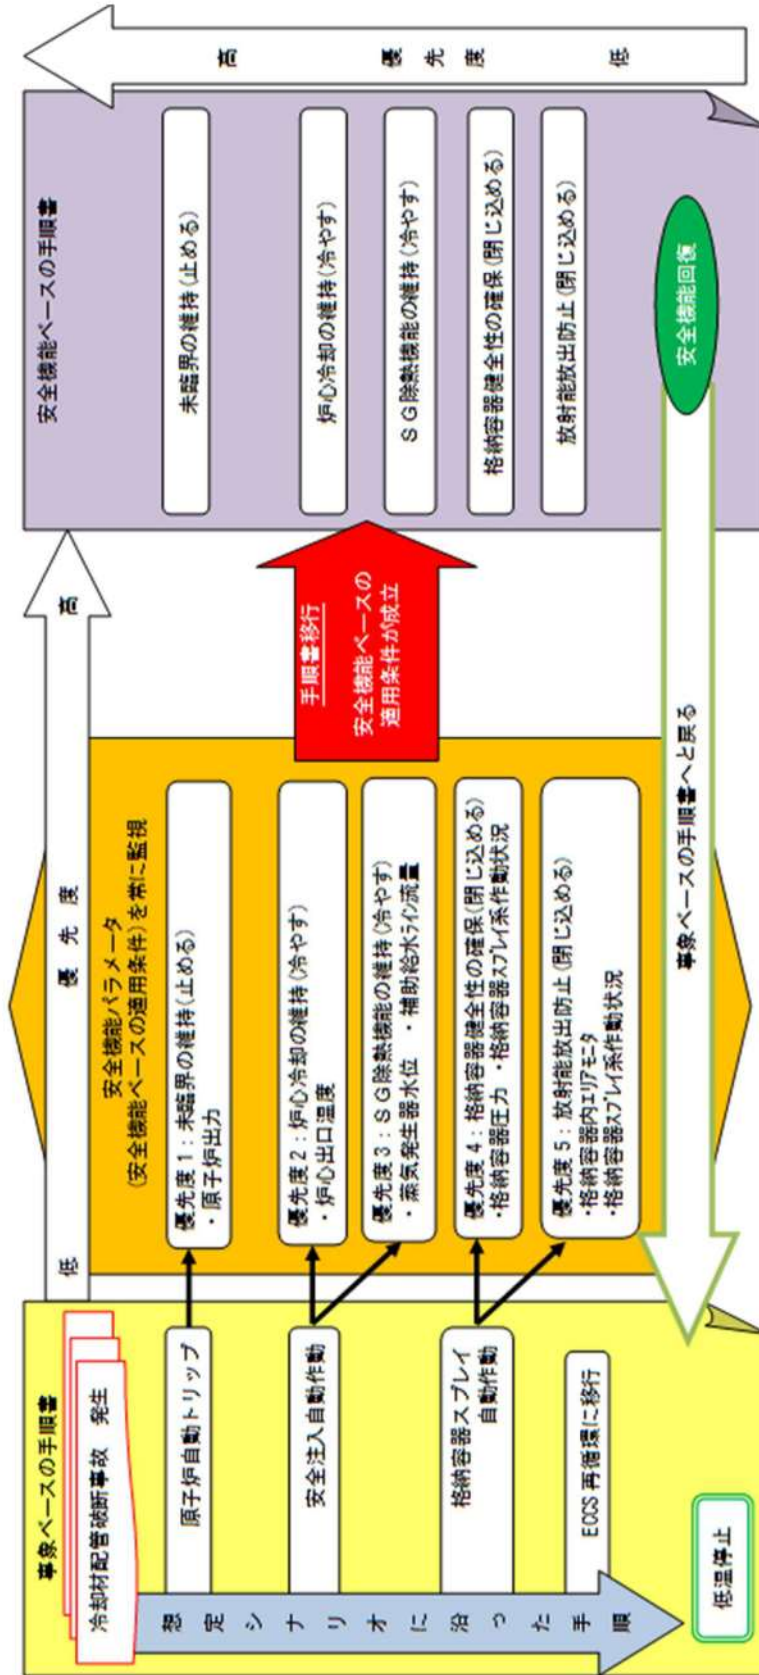 事象ベースの手順書
冷却材配管破断事故 発生
想定シナリオに沿った手順
原子炉自動トリップ
安全注入自動作動
格納容器スプレイ
自動作動
ECCS 再循環に移行
低温停止
低 優先度 高
安全機能パラメータ
(安全機能ベースの適用条件)を常に監視
優先度1:未臨界の維持(止める)
・原子炉出力
優先度2:炉心冷却の維持(冷やす)
・炉心出口温度
優先度3:SG除熱機能の維持(冷やす)
・蒸気発生器水位 ・補助給水ライン流量
優先度4:格納容器健全性の確保(閉じ込める)
・格納容器圧力 ・格納容器スプレイ系作動状況
優先度5:放射能放出防止(閉じ込める)
・格納容器内エリアモニタ
・格納容器スプレイ系作動状況
手順書移行
安全機能ベースの
適用条件が成立
安全機能ベースの手順書
未臨界の維持(止める)
炉心冷却の維持(冷やす)
SG除熱機能の維持(冷やす)
格納容器健全性の確保(閉じ込める)
放射能放出防止(閉じ込める)
安全機能回復
事象ベースの手順書へと戻る
高 優先度 低